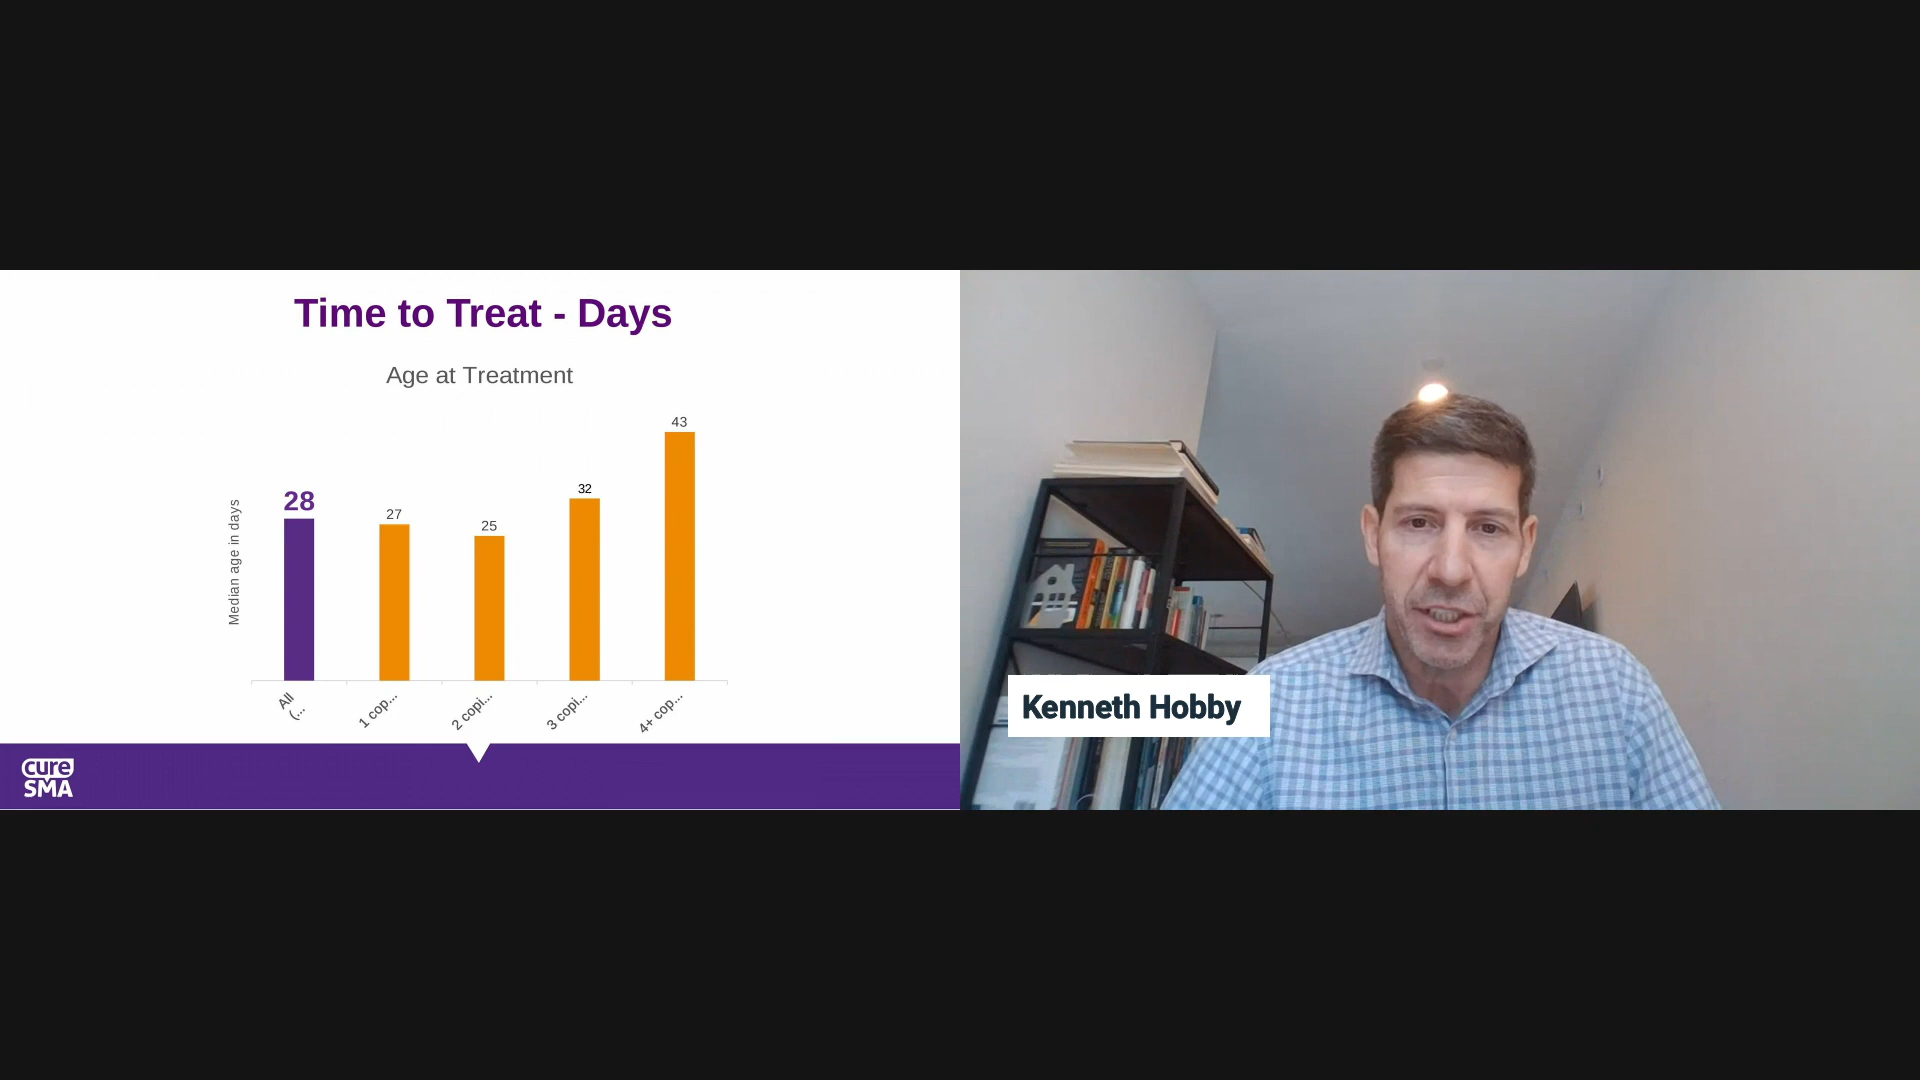 Time to Treat - Days
Age at Treatment
Median age in days
28
27
25
32
43
All
(...
1 cop...
2 copi...
3 copi...
4+ cop...
cure
SMA
Kenneth Hobby